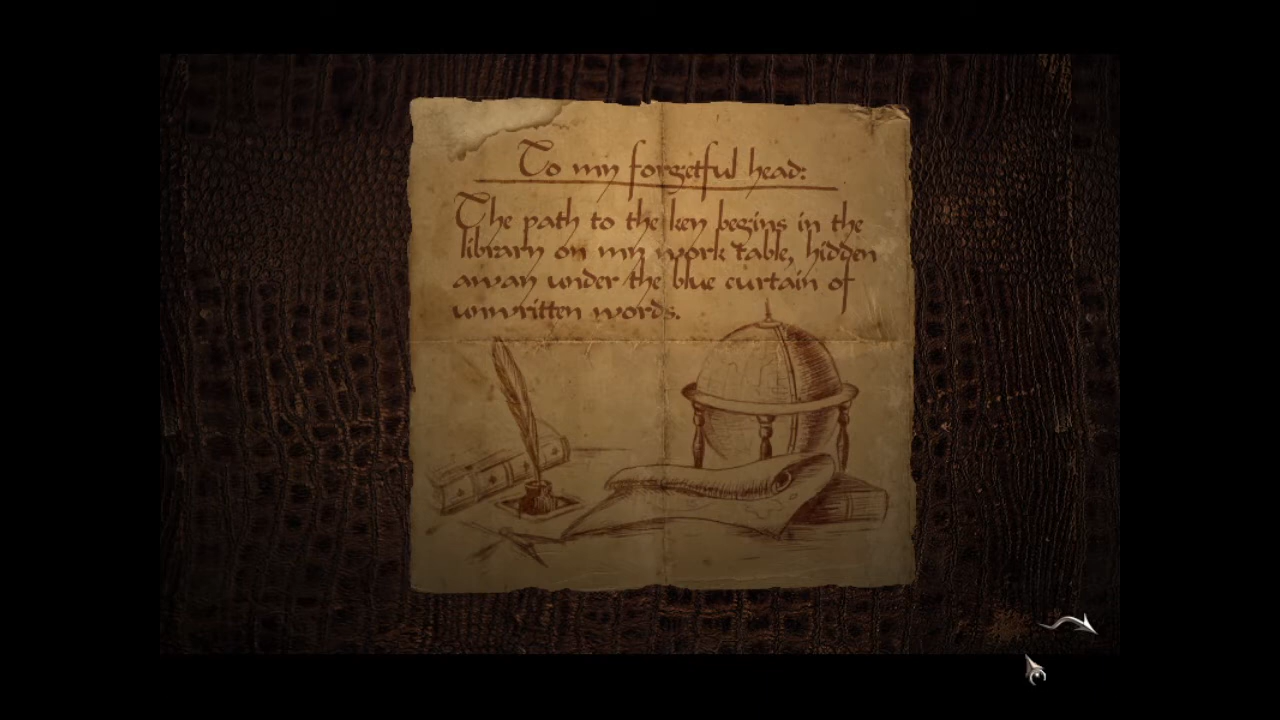 To my forgetful head:
The path to the key begins in the
library on my work table, hidden
away under the blue curtain of
unwritten words.